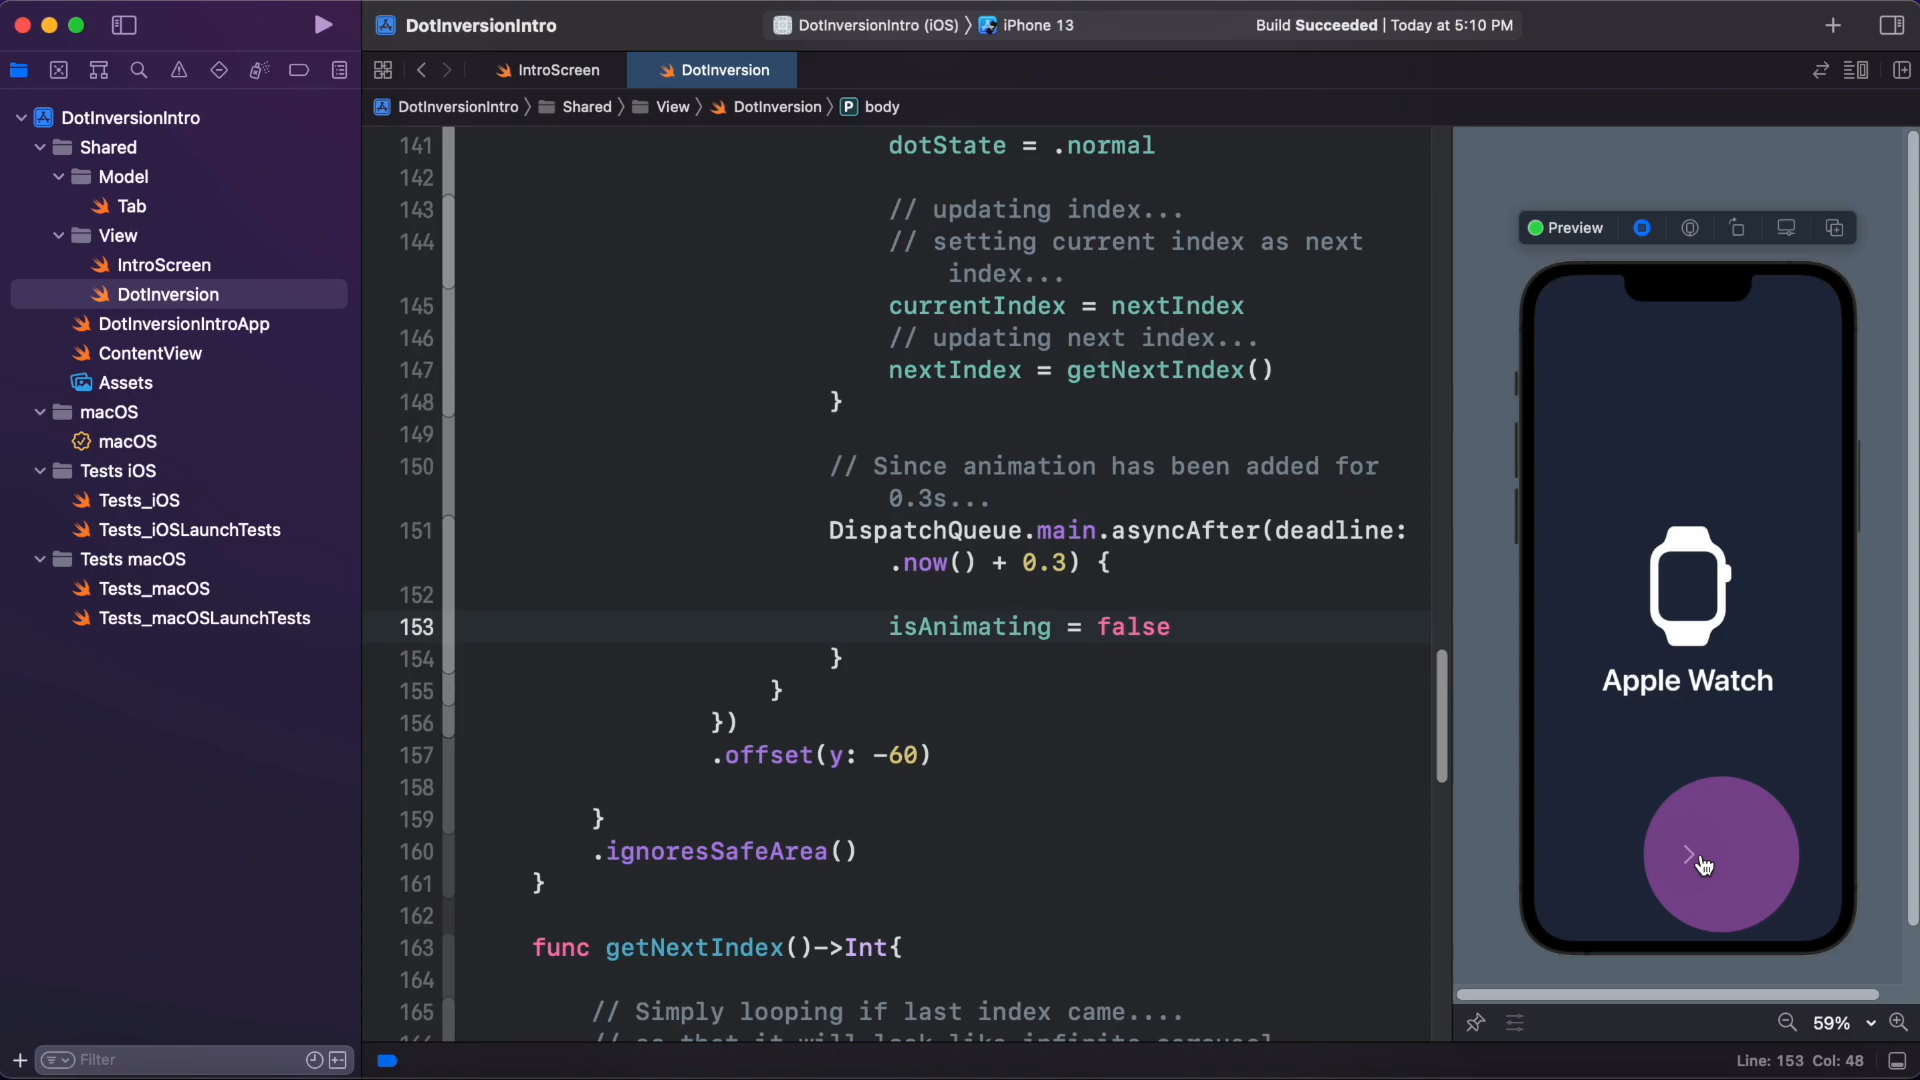 DotInversionIntro
DotInversionIntro (iOS) 〉 iPhone 13
Build Succeeded | Today at 5:10 PM
IntroScreen
DotInversion
DotInversionIntro 〉 Shared 〉 View 〉 DotInversion 〉 P body
DotInversionIntro
Shared
Model
Tab
View
IntroScreen
DotInversion
DotInversionIntroApp
ContentView
Assets
macOS
macOS
Tests iOS
Tests_iOS
Tests_iOSLaunchTests
Tests macOS
Tests_macOS
Tests_macOSLaunchTests
Filter
141 dotState = .normal
142
143 // updating index...
144 // setting current index as next
index...
145 currentIndex = nextIndex
146 // updating next index...
147 nextIndex = getNextIndex()
148 }
149
150 // Since animation has been added for
0.3s...
151 DispatchQueue.main.asyncAfter(deadline:
.now() + 0.3) {
152
153 isAnimating = false
154 }
155 }
156 })
157 .offset(y: -60)
158
159 }
160 .ignoresSafeArea()
161 }
162
163 func getNextIndex()->Int{
164
165 // Simply looping if last index came....
Preview
Apple Watch
59%
Line: 153 Col: 48